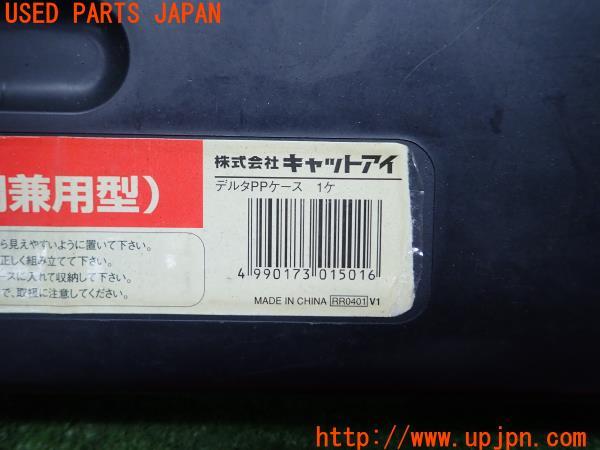 USED PARTS JAPAN
株式会社 キャットアイ
デルタPPケース 1ケ
兼用型）
ら見えやすいように置いて下さい。
正しく組み立てて下さい。
ースに入れて収納して下さい。
で、取扱に注意してください。
4 990173 015016
MADE IN CHINA RR0401 V1
http://www.upjpn.com